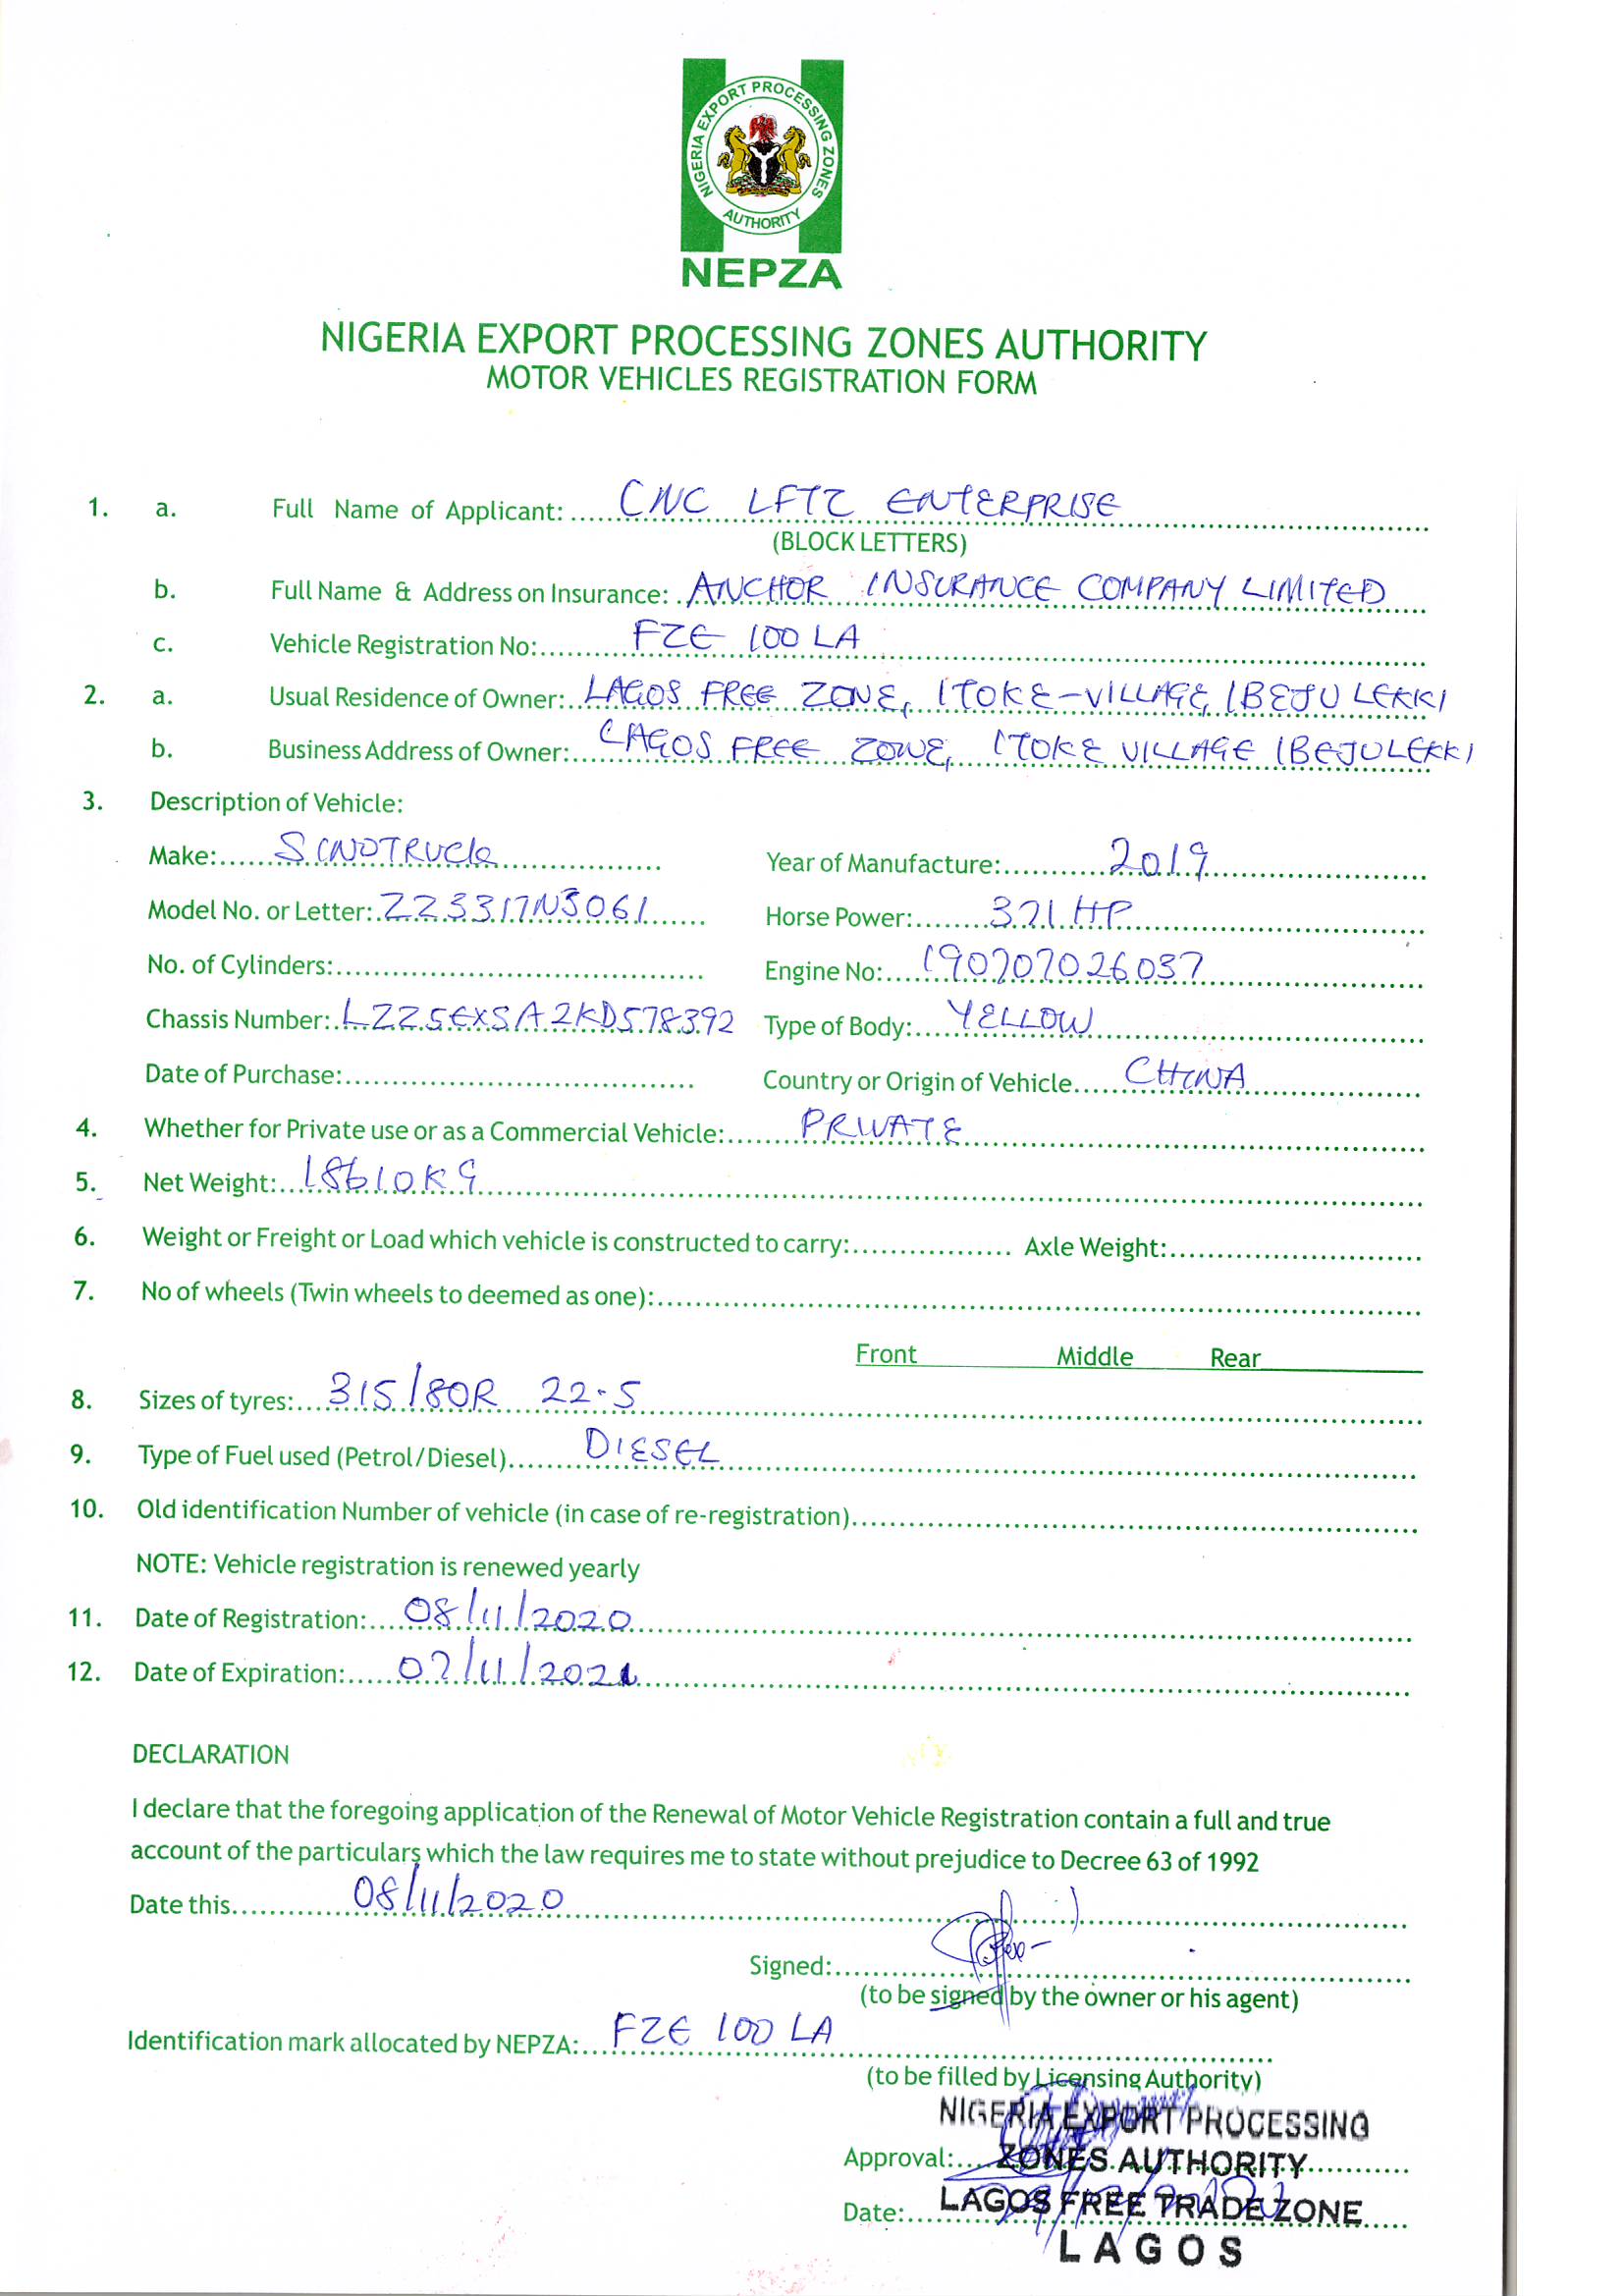 NIGERIA EXPORT PROCESSING ZONES
AUTHORITY
NEPZA
NIGERIA EXPORT PROCESSING ZONES AUTHORITY
MOTOR VEHICLES REGISTRATION FORM
1. a. Full Name of Applicant: CNC LFTZ ENTERPRISE
(BLOCK LETTERS)
b. Full Name & Address on Insurance: ANCHOR INSURANCE COMPANY LIMITED
c. Vehicle Registration No: FZE 100 LA
2. a. Usual Residence of Owner: LAGOS FREE ZONE, ITOKE-VILLAGE, IBEJU LEKKI
b. Business Address of Owner: LAGOS FREE ZONE, ITOKE VILLAGE IBEJU LEKKI
3. Description of Vehicle:
Make: SINOTRUCK Year of Manufacture: 2019
Model No. or Letter: ZZ3317N3061 Horse Power: 371 HP
No. of Cylinders: Engine No: 190707026037
Chassis Number: LZZ5EXSA2KD578392 Type of Body: YELLOW
Date of Purchase: Country or Origin of Vehicle CHINA
4. Whether for Private use or as a Commercial Vehicle: PRIVATE
5. Net Weight: 18610Kg
6. Weight or Freight or Load which vehicle is constructed to carry: Axle Weight:
7. No of wheels (Twin wheels to deemed as one):
Front Middle Rear
8. Sizes of tyres: 315/80R 22.5
9. Type of Fuel used (Petrol/Diesel) DIESEL
10. Old identification Number of vehicle (in case of re-registration)
NOTE: Vehicle registration is renewed yearly
11. Date of Registration: 08/11/2020
12. Date of Expiration: 07/11/2021
DECLARATION
I declare that the foregoing application of the Renewal of Motor Vehicle Registration contain a full and true
account of the particulars which the law requires me to state without prejudice to Decree 63 of 1992
Date this 08/11/2020
Signed:
(to be signed by the owner or his agent)
Identification mark allocated by NEPZA: FZE 100 LA
(to be filled by Licensing Authority)
NIGERIA EXPORT PROCESSING
Approval: ZONES AUTHORITY
Date: LAGOS FREE TRADE ZONE
LAGOS